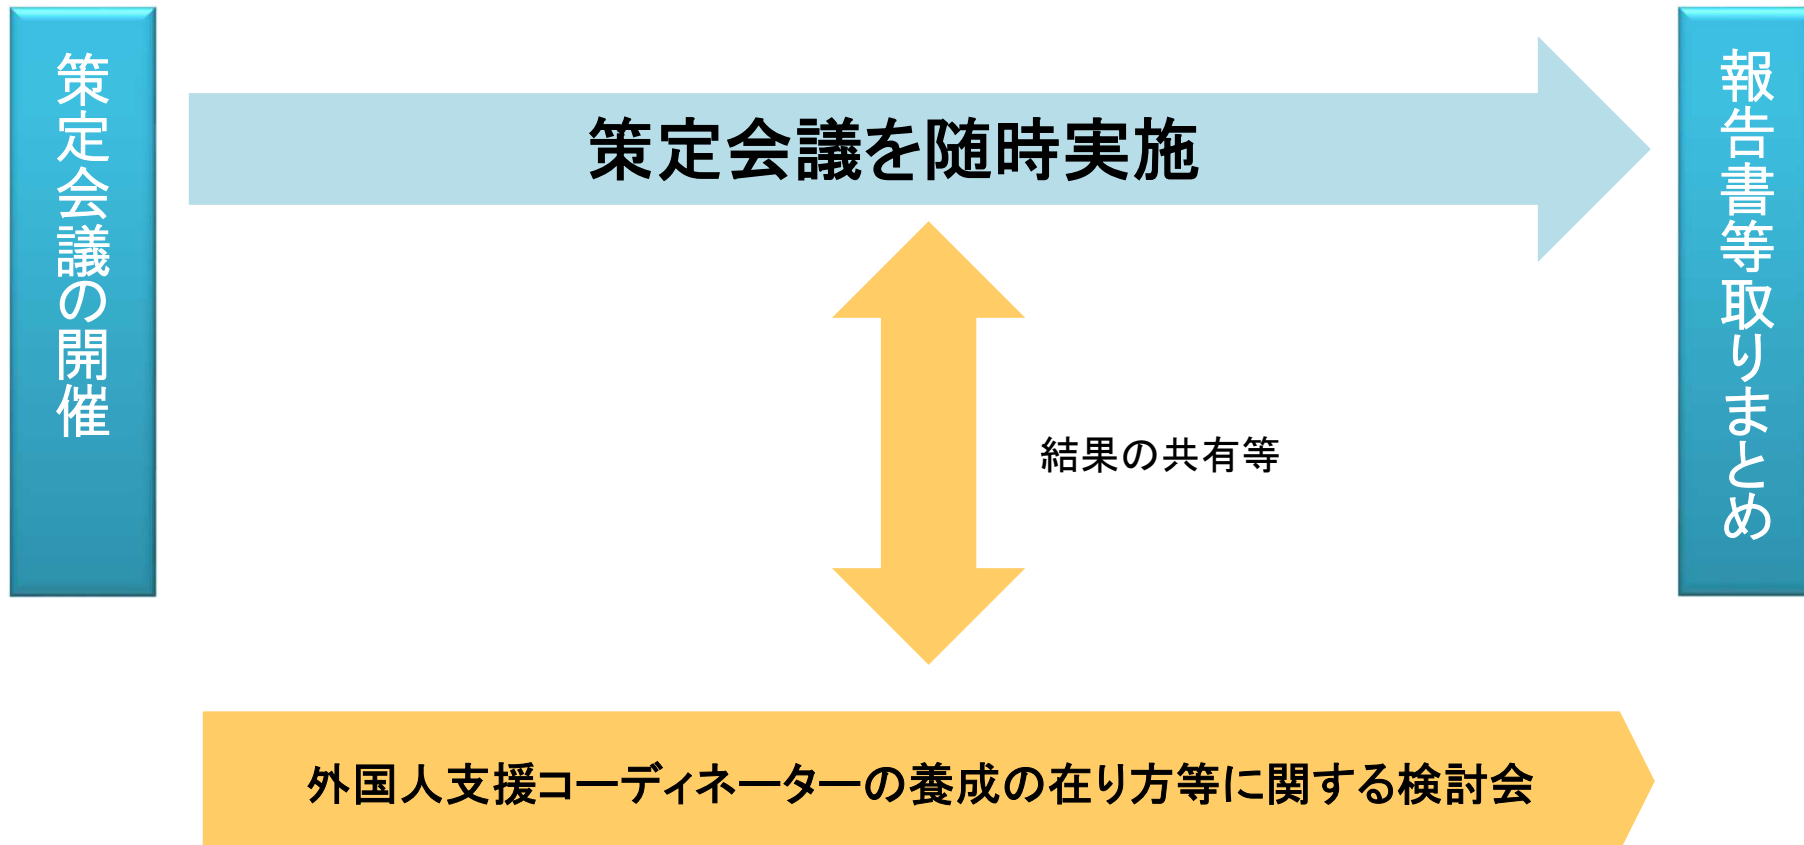 策定会議の開催
策定会議を随時実施
結果の共有等
外国人支援コーディネーターの養成の在り方等に関する検討会
報告書等取りまとめ